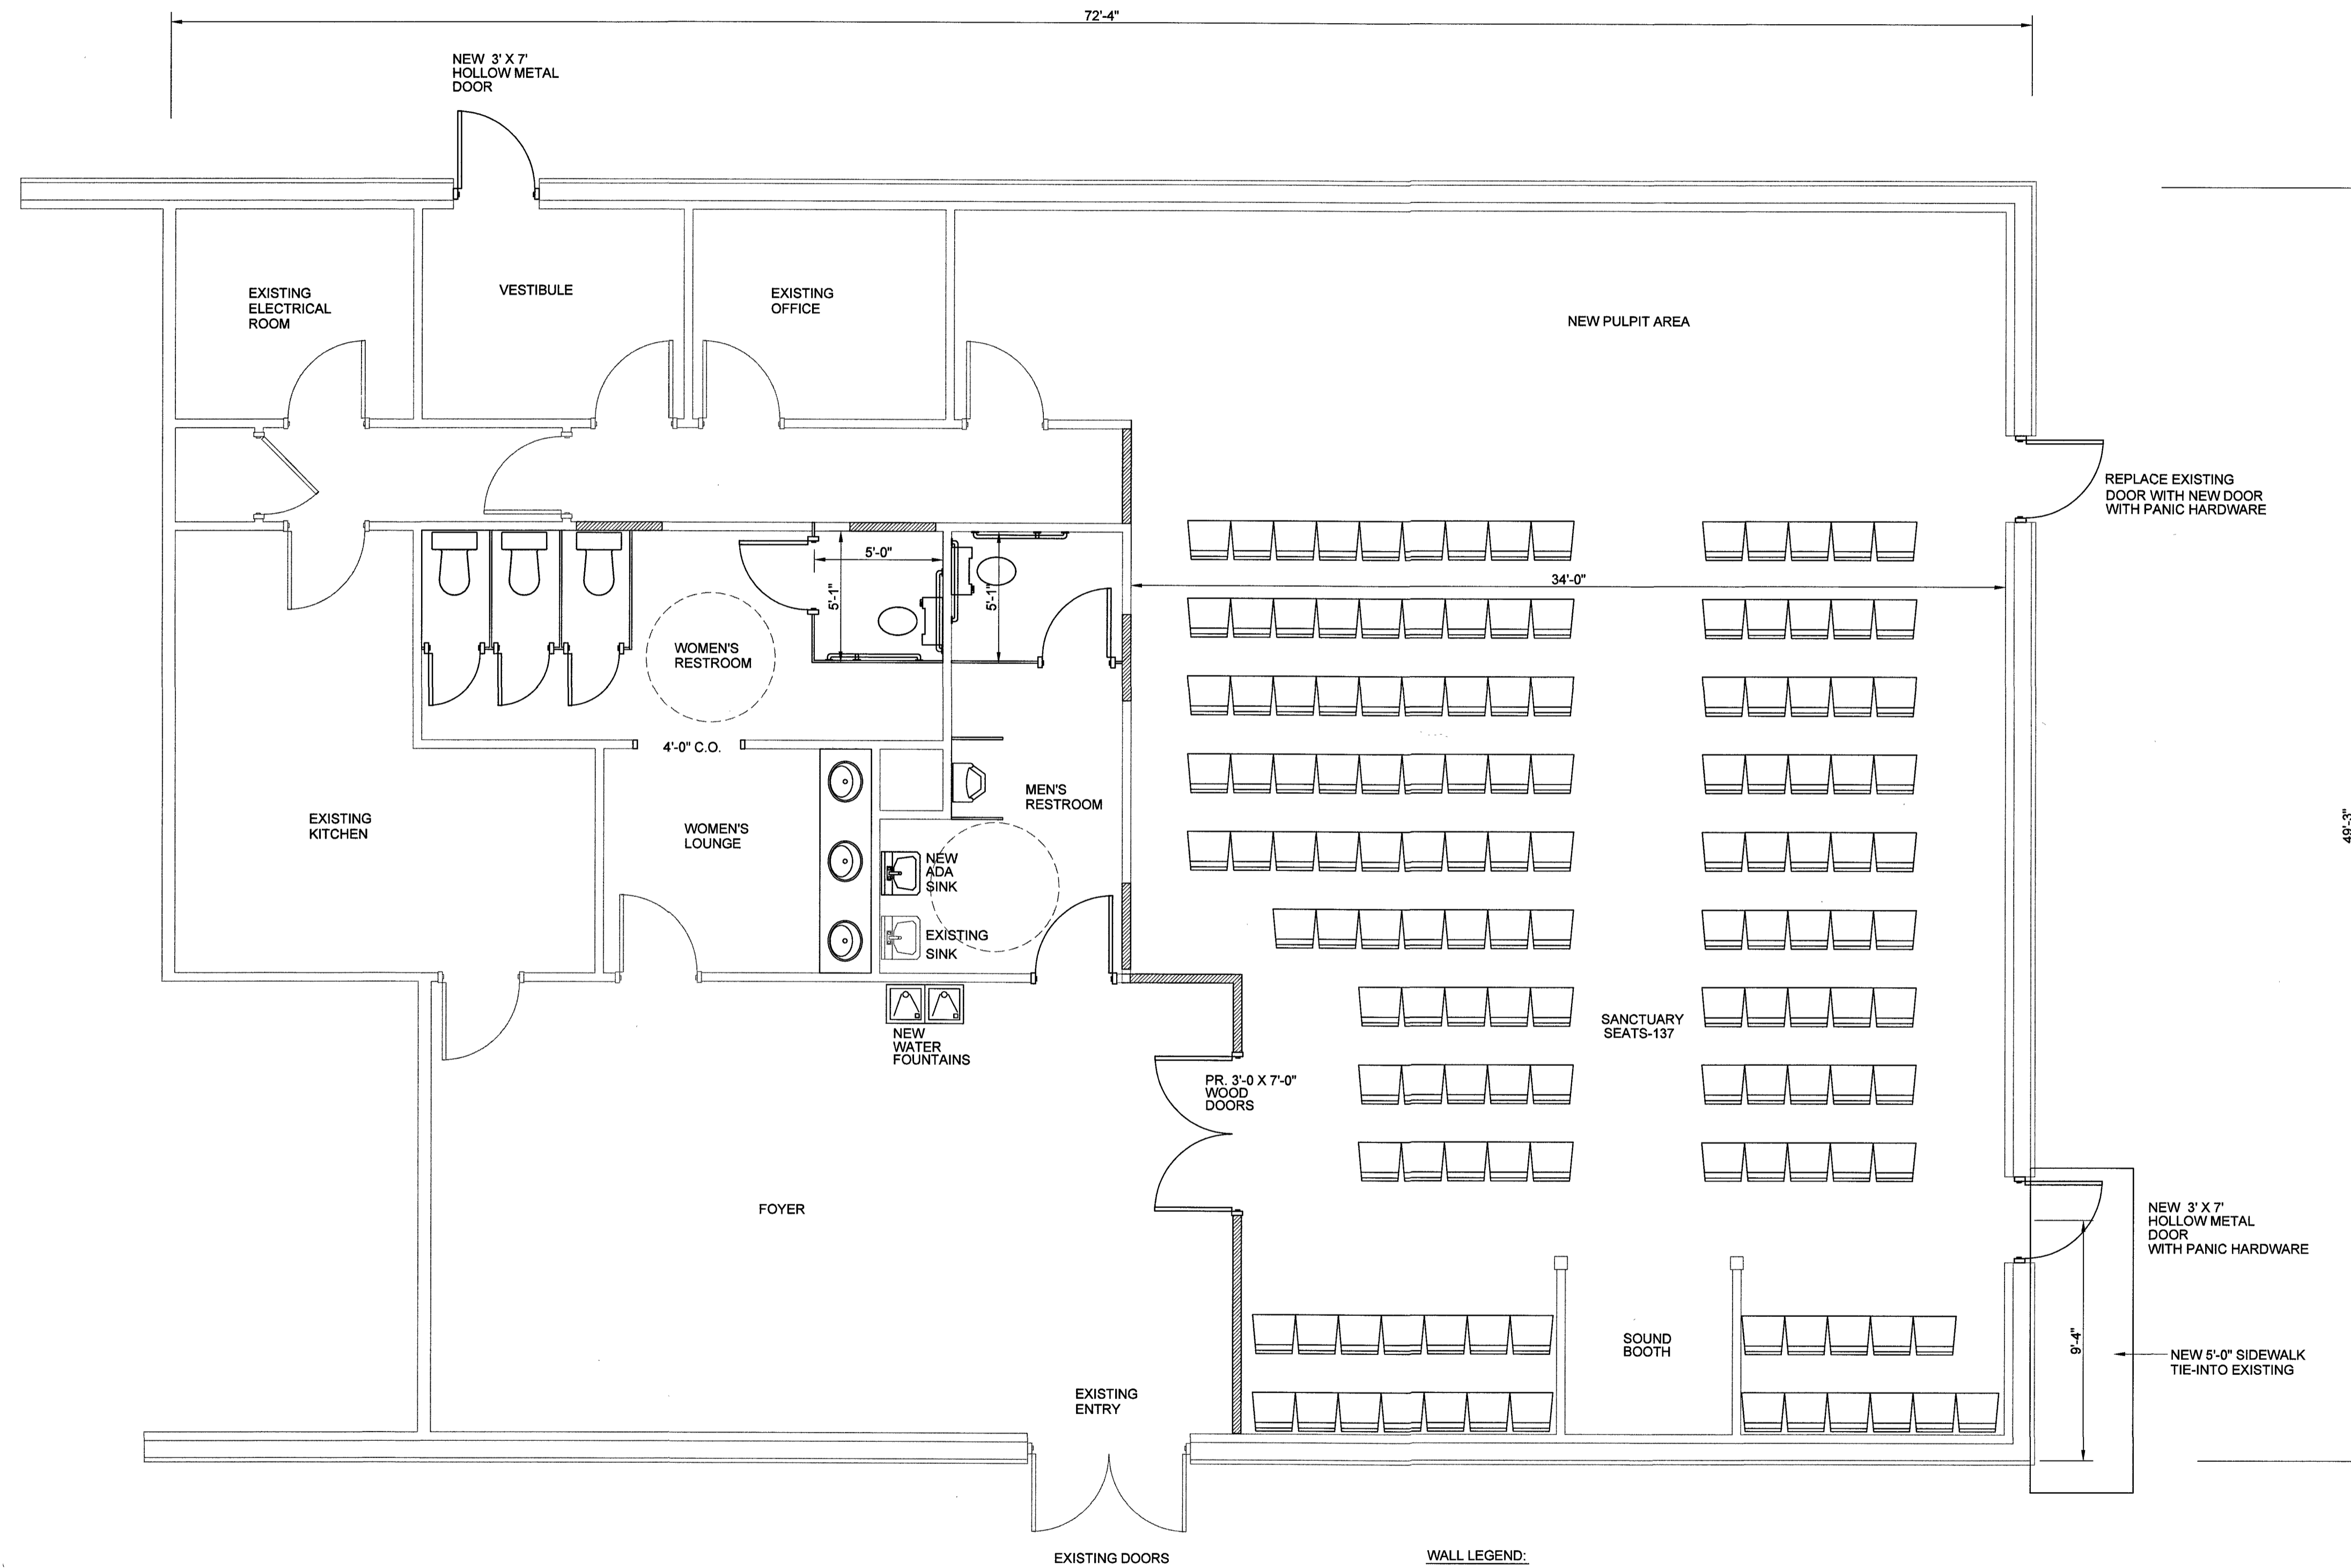 72'-4"
NEW 3' X 7'
HOLLOW METAL
DOOR
EXISTING
ELECTRICAL
ROOM
VESTIBULE
EXISTING
OFFICE
NEW PULPIT AREA
REPLACE EXISTING
DOOR WITH NEW DOOR
WITH PANIC HARDWARE
5'-0"
5'-1"
5'-1"
34'-0"
WOMEN'S
RESTROOM
4'-0" C.O.
EXISTING
KITCHEN
WOMEN'S
LOUNGE
MEN'S
RESTROOM
49'-3"
NEW
ADA
SINK
EXISTING
SINK
NEW
WATER
FOUNTAINS
SANCTUARY
SEATS-137
PR. 3'-0 X 7'-0"
WOOD
DOORS
FOYER
NEW 3' X 7'
HOLLOW METAL
DOOR
WITH PANIC HARDWARE
SOUND
BOOTH
9'-4"
NEW 5'-0" SIDEWALK
TIE-INTO EXISTING
EXISTING
ENTRY
EXISTING DOORS
WALL LEGEND: